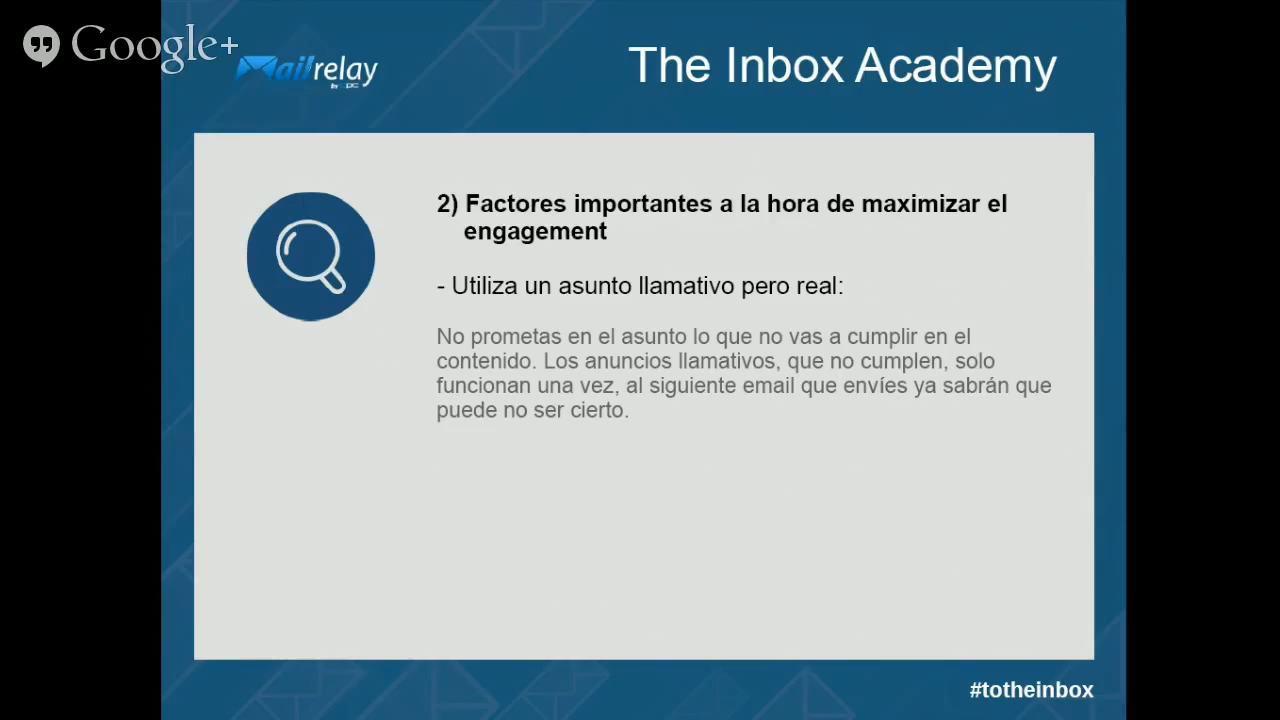 Google+
Mailrelay
The Inbox Academy
2) Factores importantes a la hora de maximizar el
engagement
- Utiliza un asunto llamativo pero real:
No prometas en el asunto lo que no vas a cumplir en el
contenido. Los anuncios llamativos, que no cumplen, solo
funcionan una vez, al siguiente email que envíes ya sabrán que
puede no ser cierto.
#totheinbox